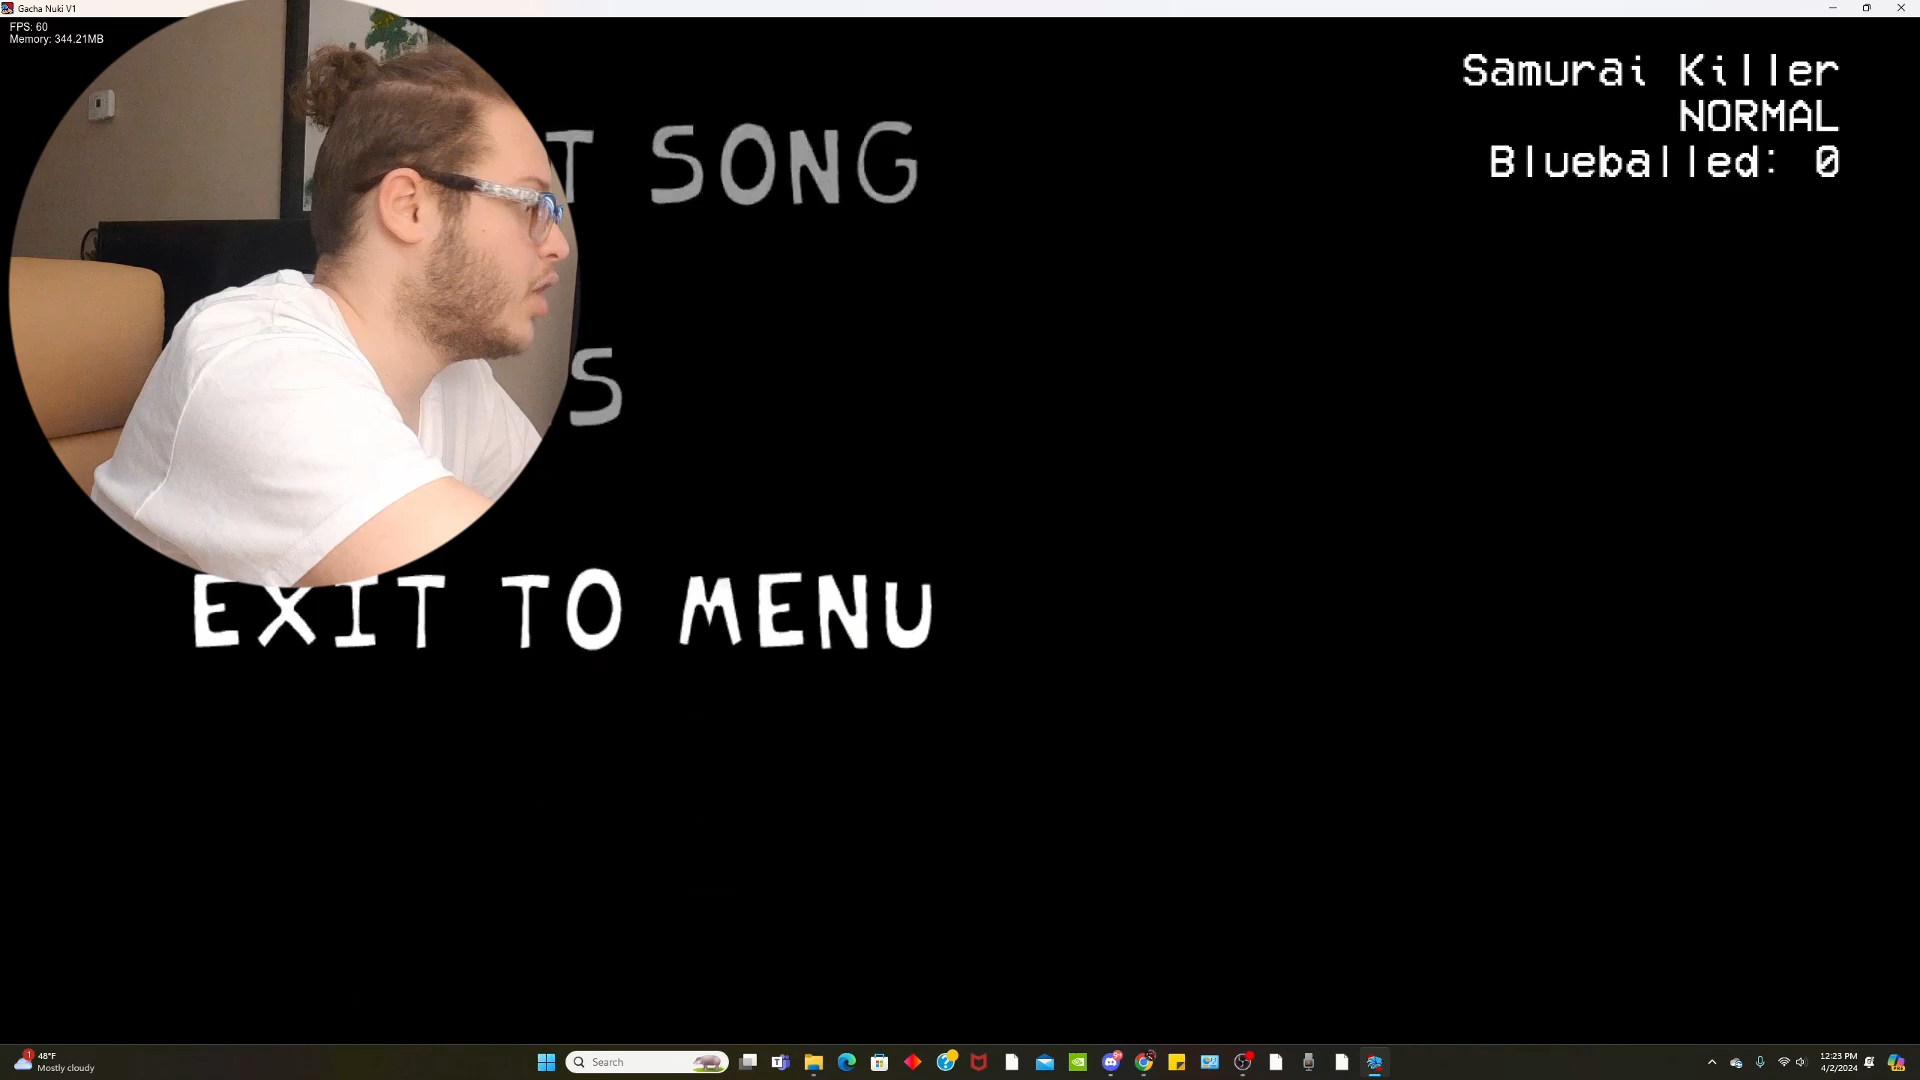 Gacha Nuki V1
FPS: 60
Memory: 344.21MB
Samurai Killer
NORMAL
Blueballed: 0
T SONG
S
EXIT TO MENU
1
48°F
Mostly cloudy
Search
12:23 PM
4/2/2024